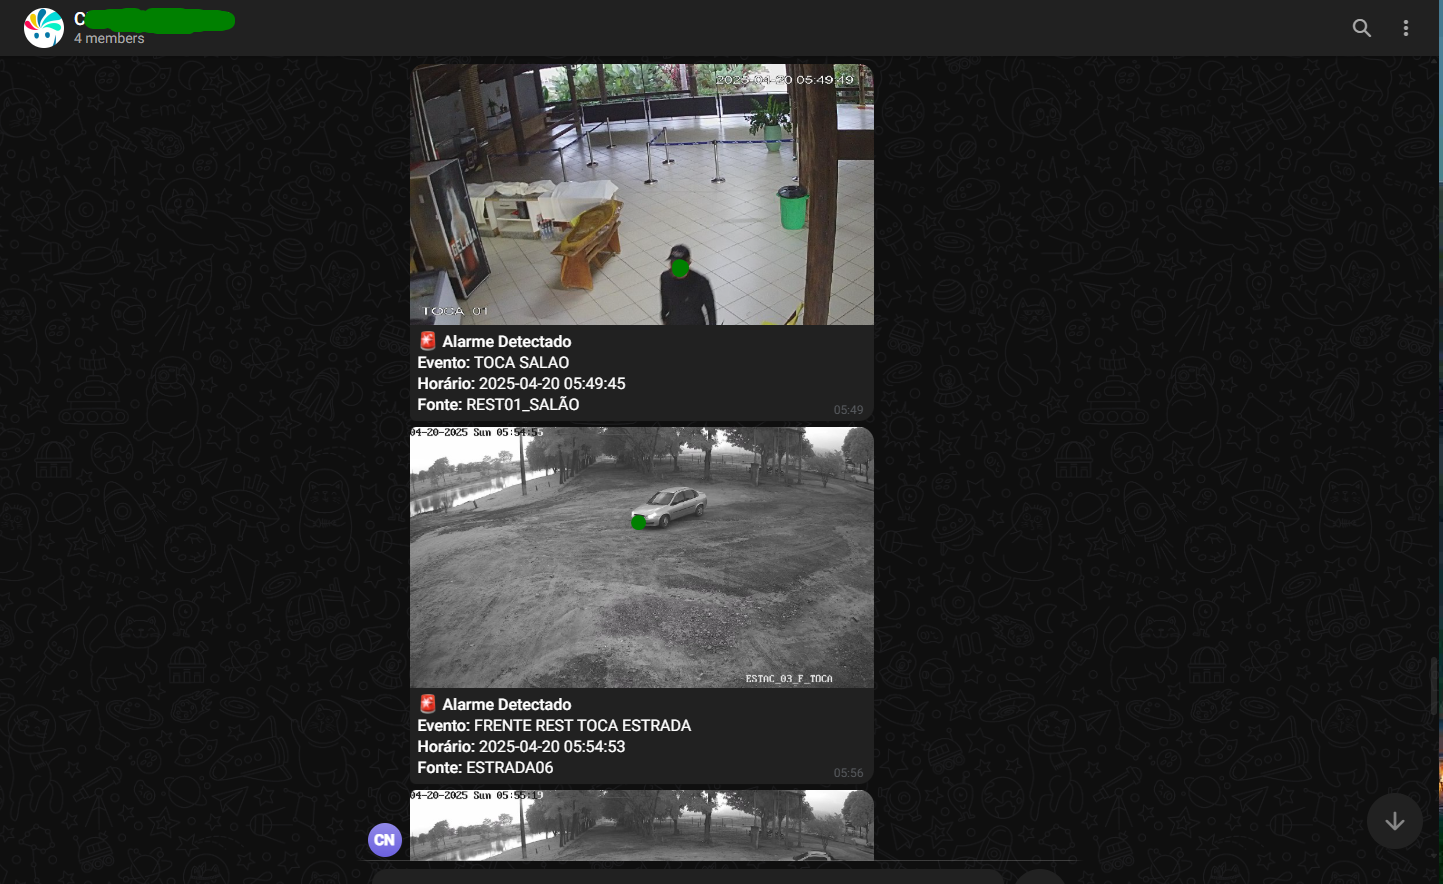 C
4 members
2025-04-20 05:49:49
GELADA
TOCA 01
🚨 Alarme Detectado
Evento: TOCA SALAO
Horário: 2025-04-20 05:49:45
Fonte: REST01_SALÃO
05:49
04-20-2025 Sun 05:54:55
ESTAC_03_F_TOCA
🚨 Alarme Detectado
Evento: FRENTE REST TOCA ESTRADA
Horário: 2025-04-20 05:54:53
Fonte: ESTRADA06
05:56
04-20-2025 Sun 05:55:19
CN